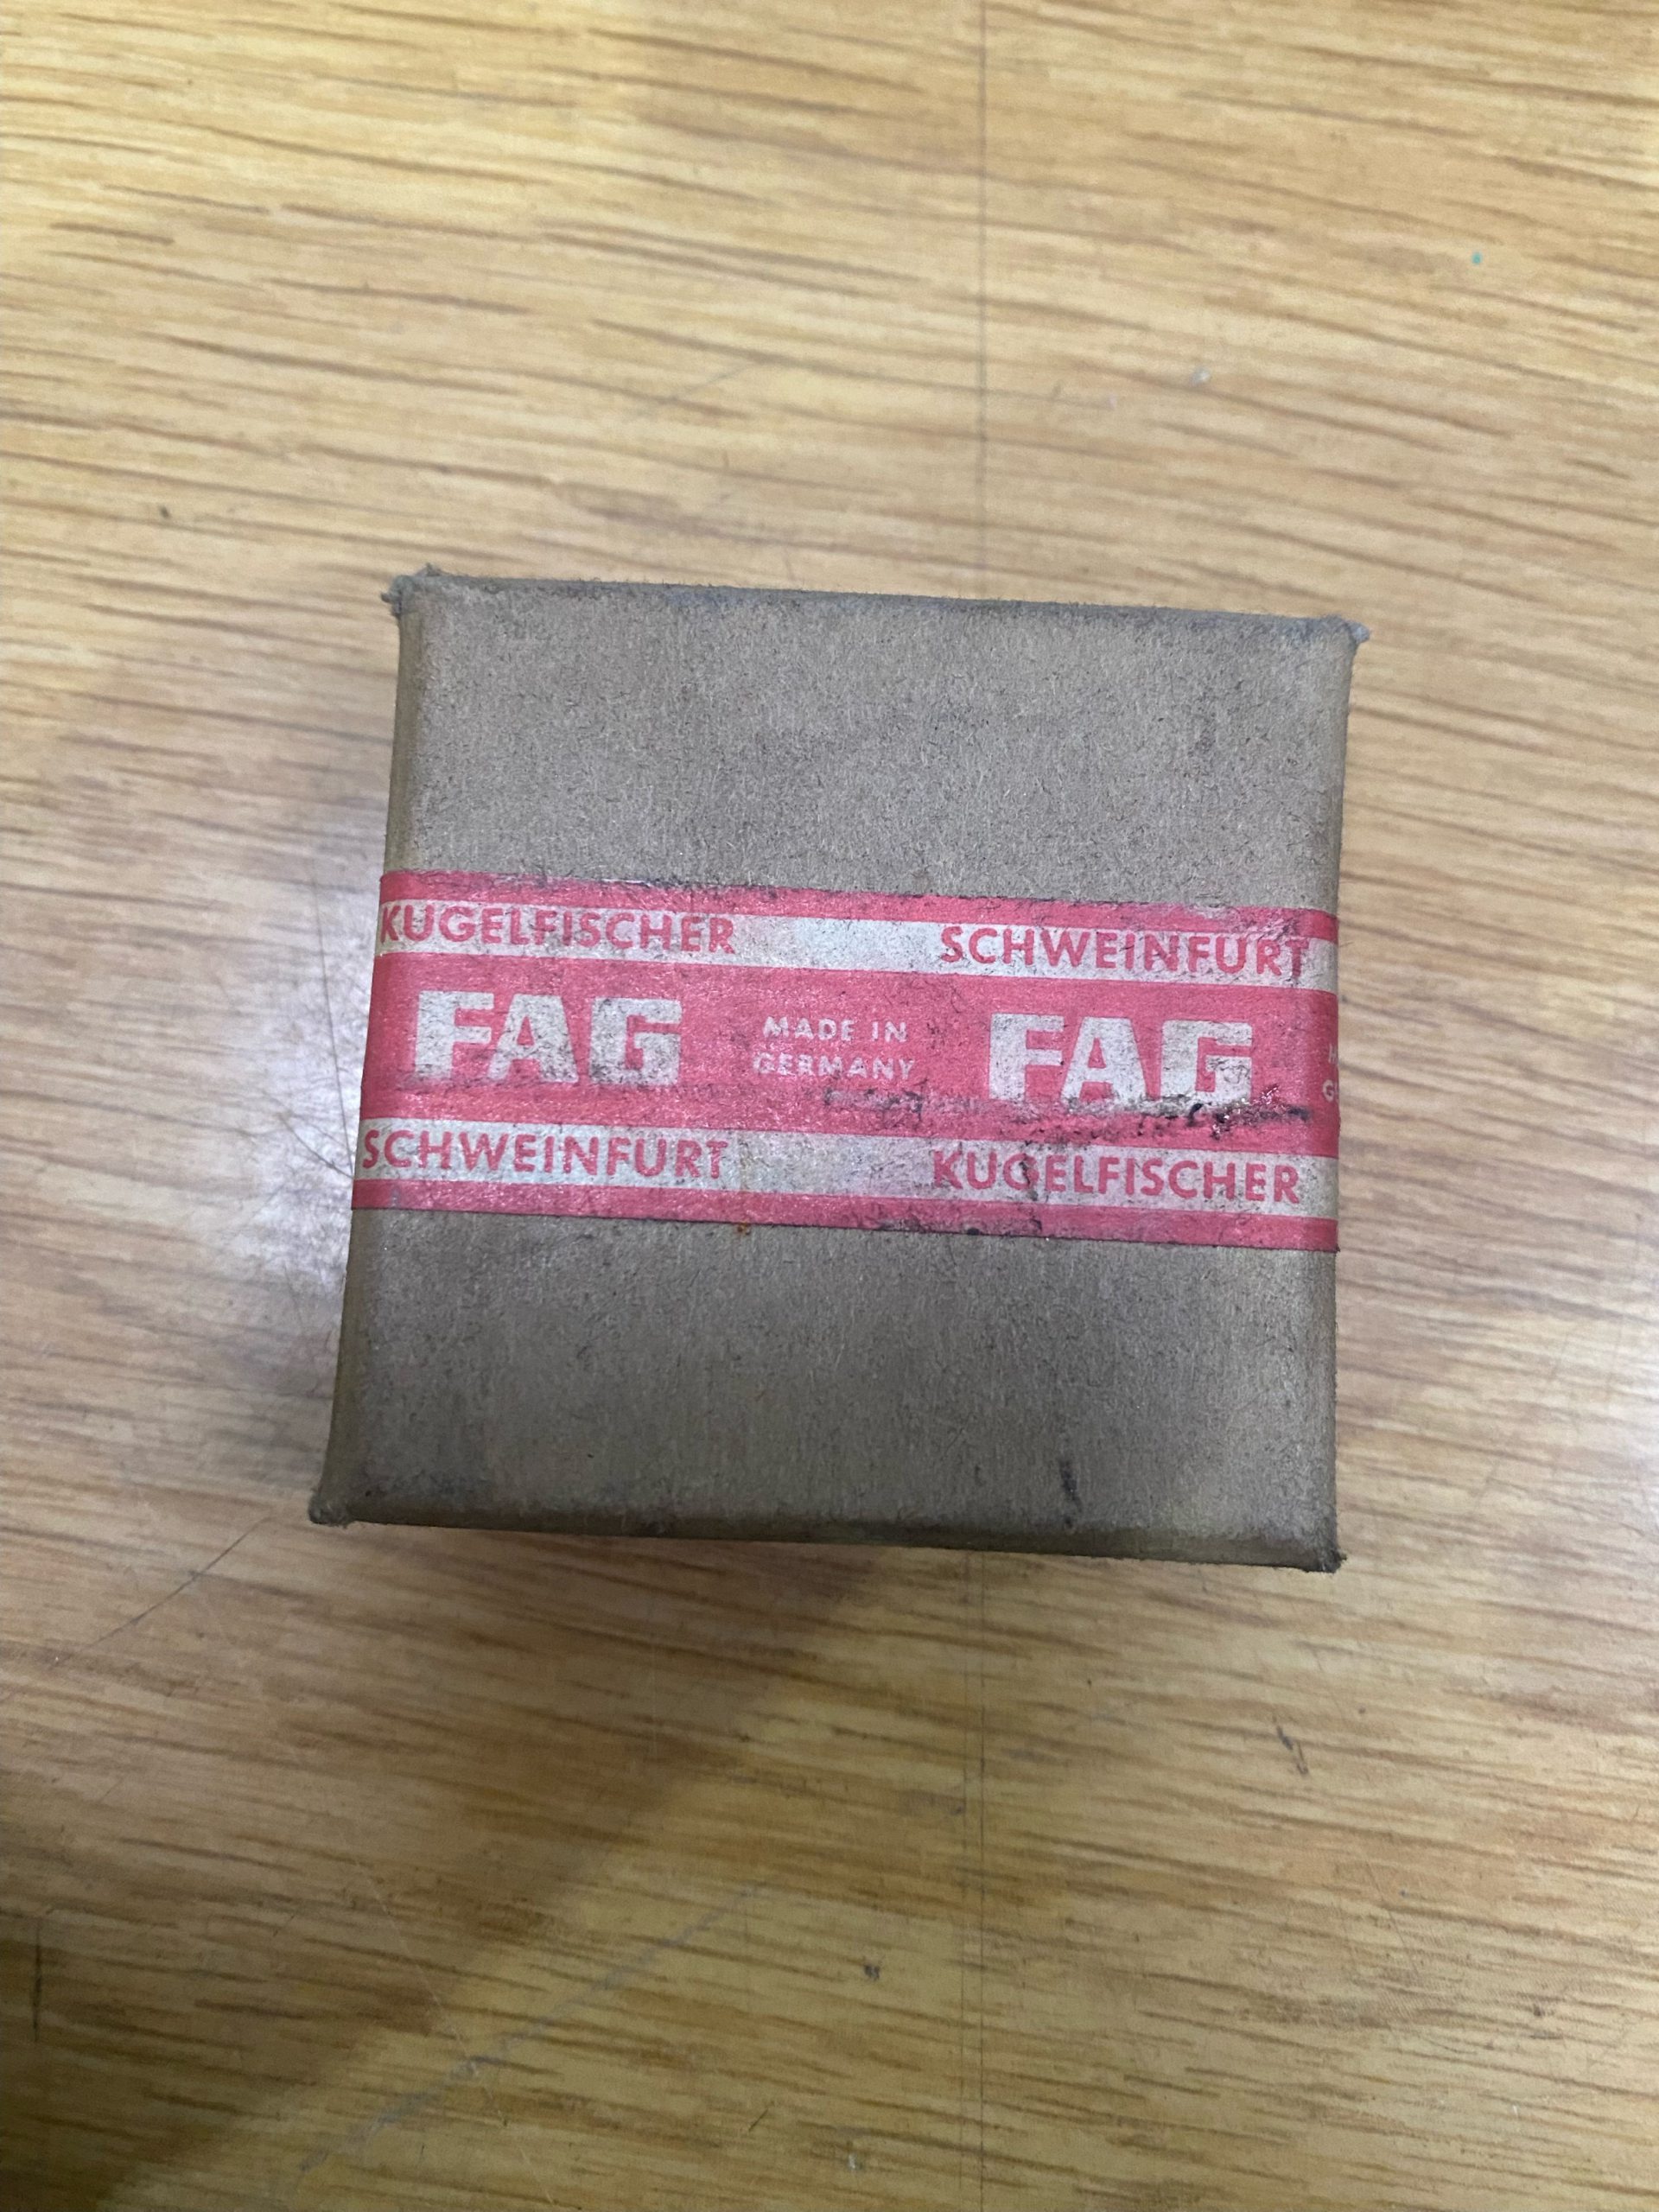 KUGELFISCHER SCHWEINFURT
FAG MADE IN GERMANY FAG
SCHWEINFURT KUGELFISCHER